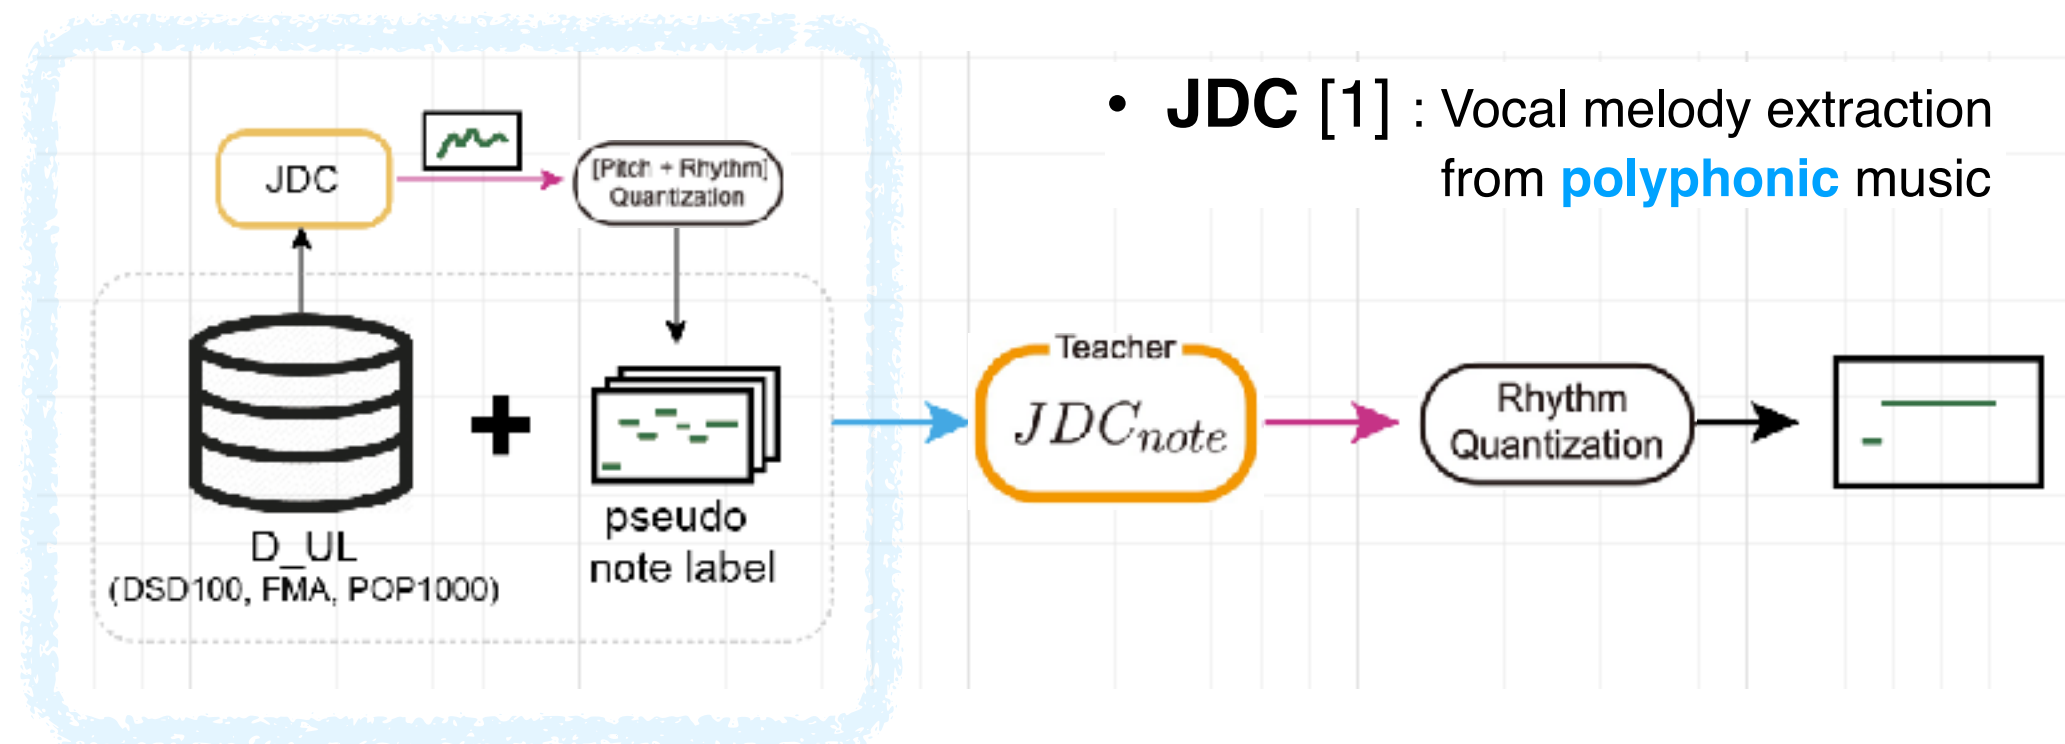 • JDC [1] : Vocal melody extraction
from polyphonic music
JDC
[Pitch + Rhythm]
Quantization
D_UL
(DSD100, FMA, POP1000)
+
pseudo
note label
Teacher
JDC_note
Rhythm
Quantization